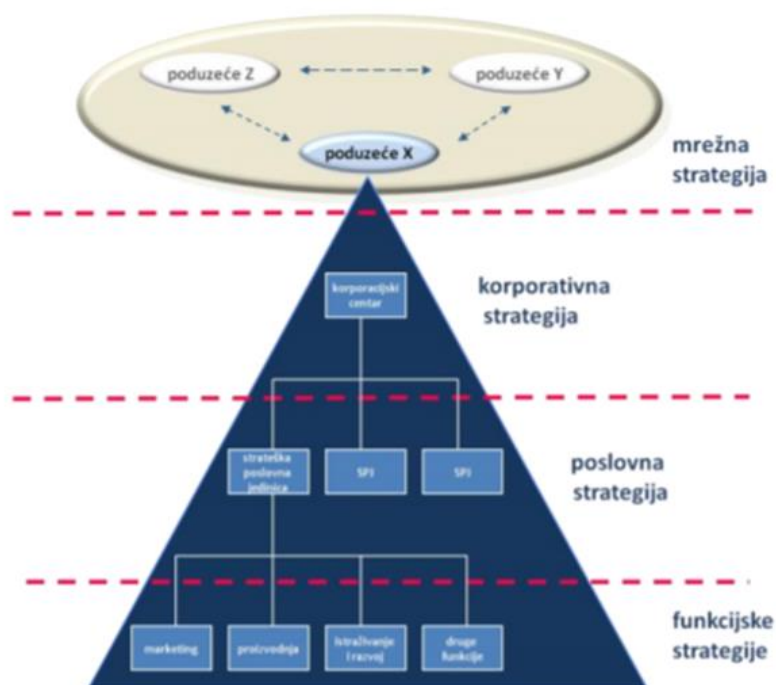 poduzeće Z
poduzeće Y
poduzeće X
mrežna
strategija
korporacijski
centar
korporativna
strategija
strateška
poslovna
jedinica
SPJ
SPJ
poslovna
strategija
marketing
proizvodnja
istraživanje
i razvoj
druge
funkcije
funkcijske
strategije